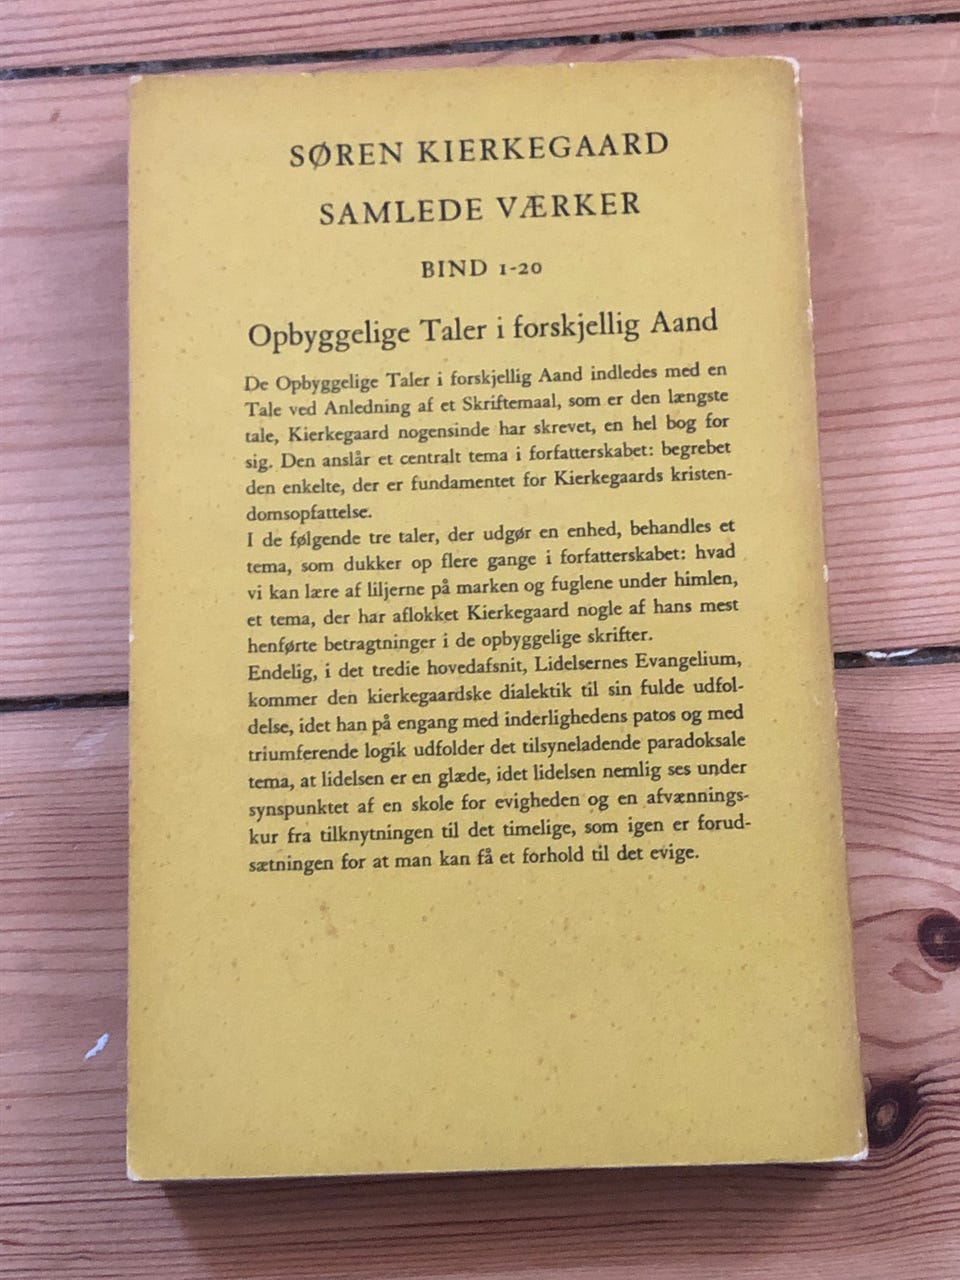 SØREN KIERKEGAARD
SAMLEDE VÆRKER
BIND 1-20
Opbyggelige Taler i forskjellig Aand
De Opbyggelige Taler i forskjellig Aand indledes med en
Tale ved Anledning af et Skriftemaal, som er den længste
tale, Kierkegaard nogensinde har skrevet, en hel bog for
sig. Den anslår et centralt tema i forfatterskabet: begrebet
den enkelte, der er fundamentet for Kierkegaards kristen-
domsopfattelse.
I de følgende tre taler, der udgør en enhed, behandles et
tema, som dukker op flere gange i forfatterskabet: hvad
vi kan lære af liljerne på marken og fuglene under himlen,
et tema, der har aflokket Kierkegaard nogle af hans mest
henførte betragtninger i de opbyggelige skrifter.
Endelig, i det tredie hovedafsnit, Lidelsernes Evangelium,
kommer den kierkegaardske dialektik til sin fulde udfol-
delse, idet han på engang med inderlighedens patos og med
triumferende logik udfolder det tilsyneladende paradoksale
tema, at lidelsen er en glæde, idet lidelsen nemlig ses under
synspunktet af en skole for evigheden og en afvænnings-
kur fra tilknytningen til det timelige, som igen er forud-
sætningen for at man kan få et forhold til det evige.